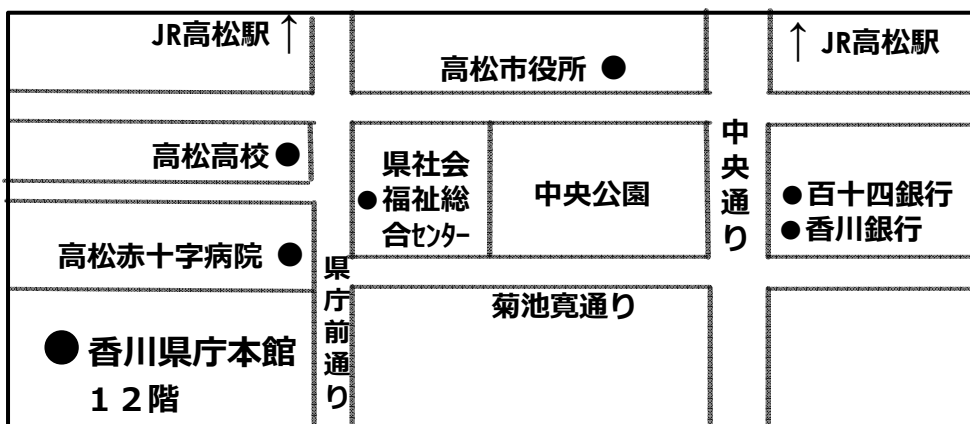 JR高松駅 ↑
↑ JR高松駅
高松市役所 ●
高松高校 ●
県社会
● 福祉総
合ｾﾝﾀｰ
中央公園
中央通り
● 百十四銀行
● 香川銀行
高松赤十字病院 ●
県庁前通り
菊池寛通り
● 香川県庁本館
１２階